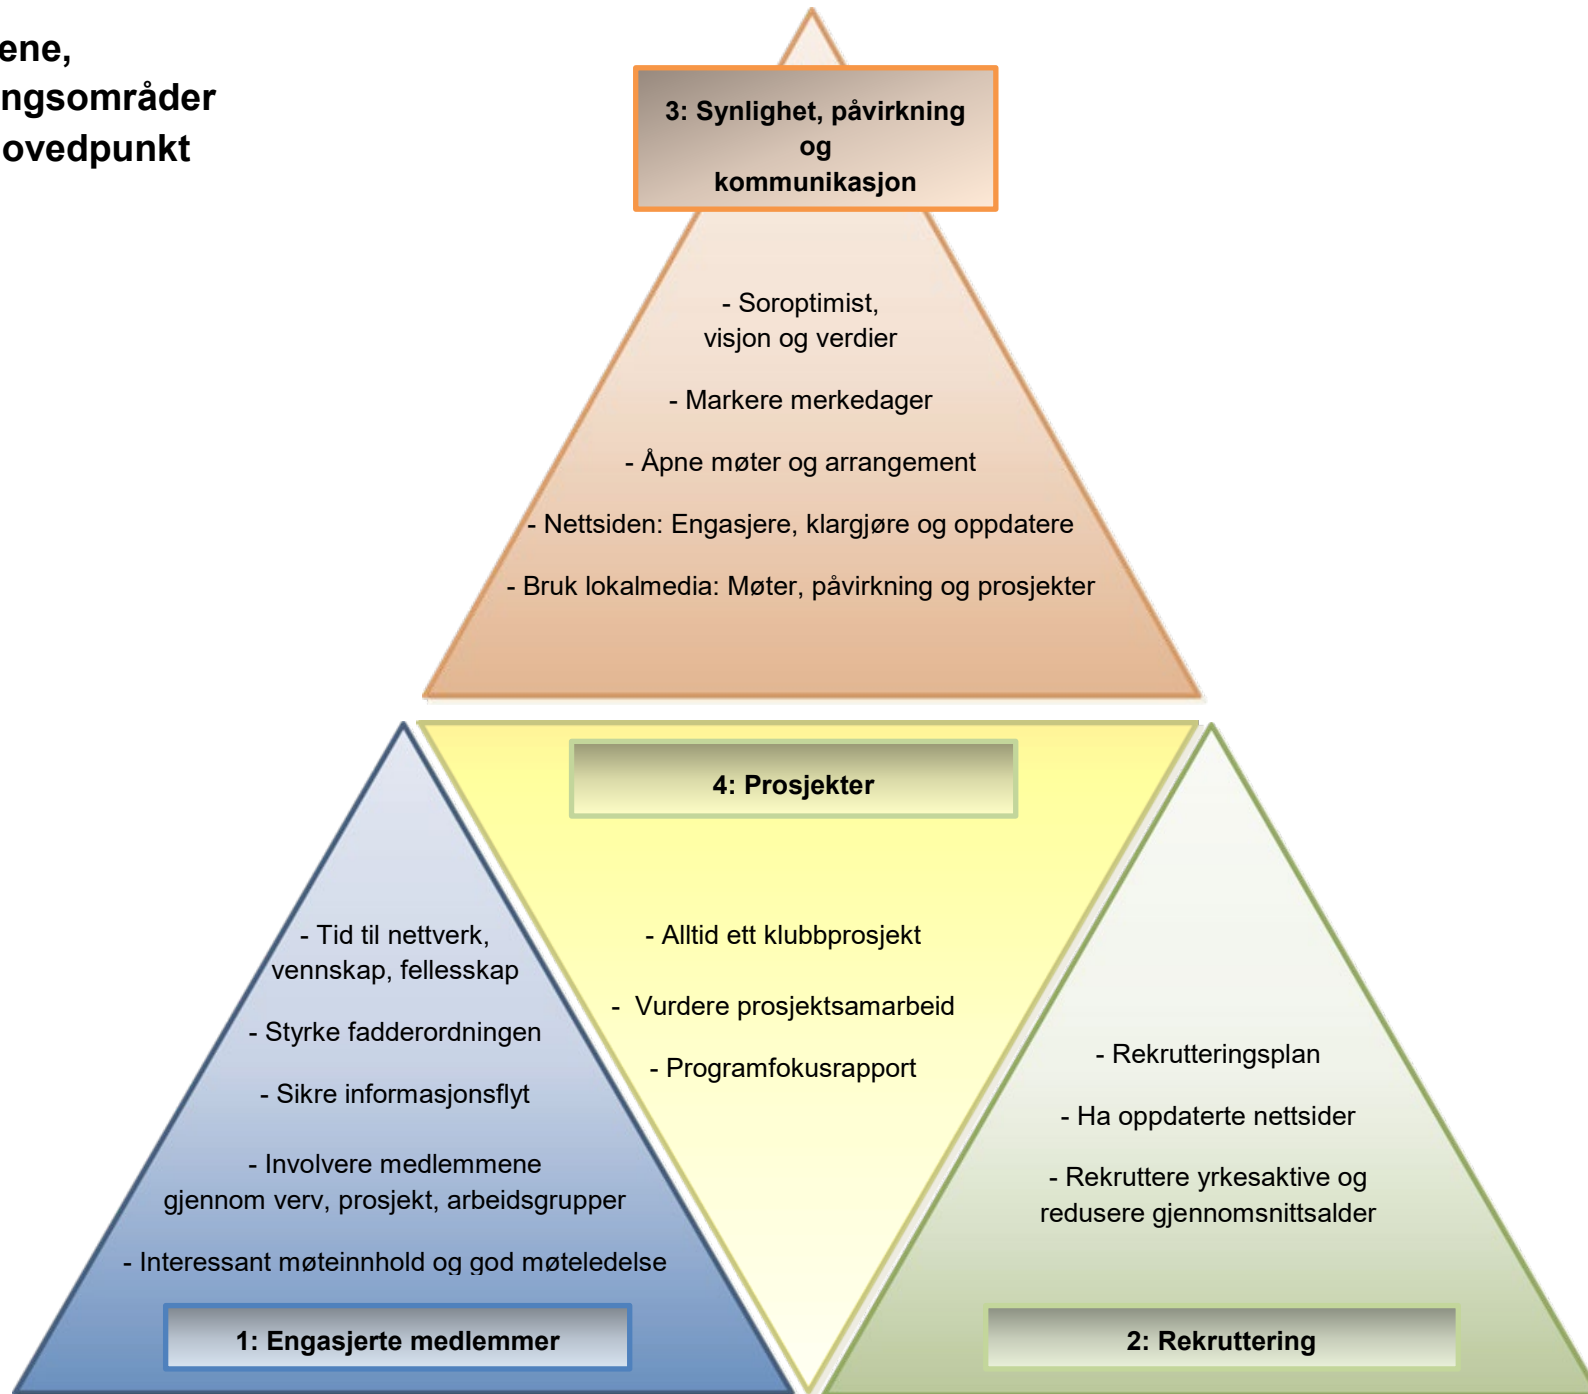 ene,
ngsområder
ovedpunkt
3: Synlighet, påvirkning
og
kommunikasjon
- Soroptimist,
visjon og verdier
- Markere merkedager
- Åpne møter og arrangement
- Nettsiden: Engasjere, klargjøre og oppdatere
- Bruk lokalmedia: Møter, påvirkning og prosjekter
4: Prosjekter
- Alltid ett klubbprosjekt
- Vurdere prosjektsamarbeid
- Programfokusrapport
- Tid til nettverk,
vennskap, fellesskap
- Styrke fadderordningen
- Sikre informasjonsflyt
- Involvere medlemmene
gjennom verv, prosjekt, arbeidsgrupper
- Interessant møteinnhold og god møteledelse
1: Engasjerte medlemmer
- Rekrutteringsplan
- Ha oppdaterte nettsider
- Rekruttere yrkesaktive og
redusere gjennomsnittsalder
2: Rekruttering